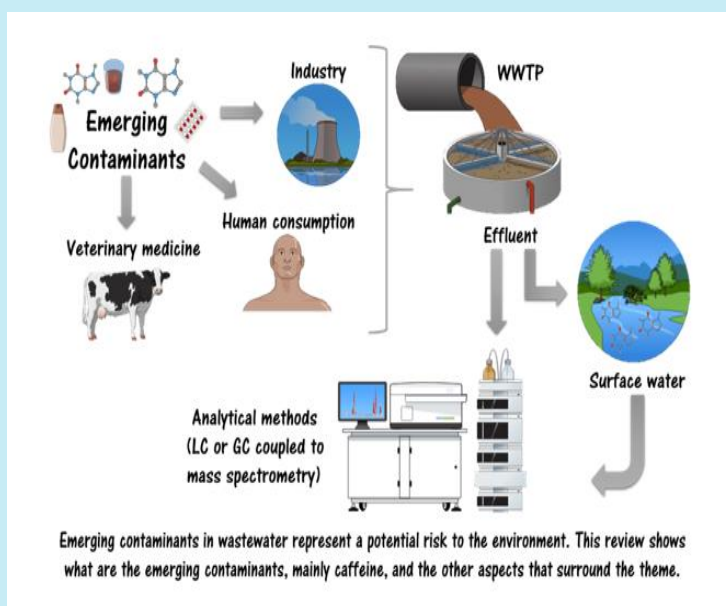 Industry
WWTP
Emerging
Contaminants
Human consumption
Veterinary medicine
Effluent
Surface water
Analytical methods
(LC or GC coupled to
mass spectrometry)
Emerging contaminants in wastewater represent a potential risk to the environment. This review shows
what are the emerging contaminants, mainly caffeine, and the other aspects that surround the theme.